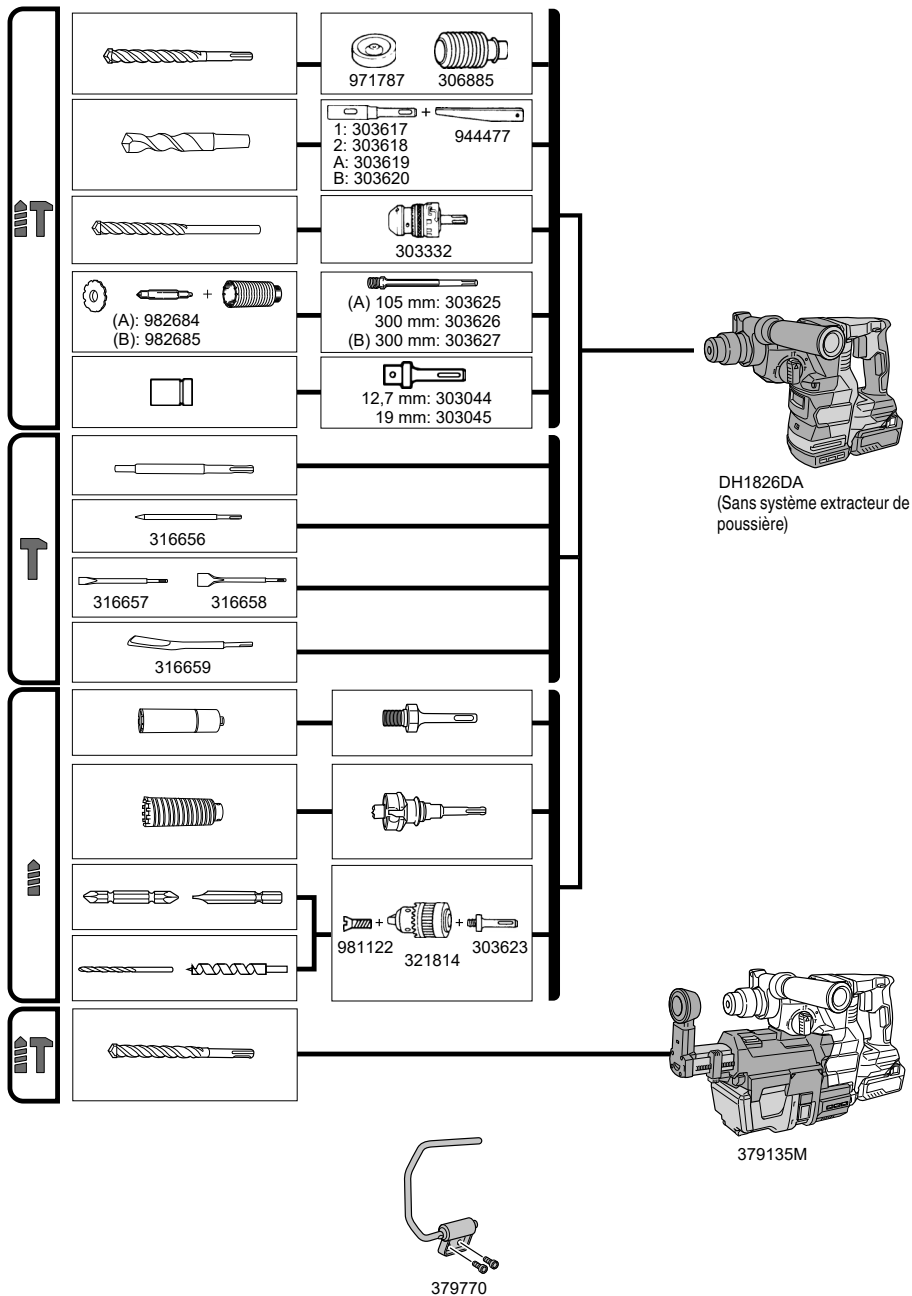 971787 306885
1: 303617
2: 303618
A: 303619
B: 303620
944477
303332
(A): 982684
(B): 982685
(A) 105 mm: 303625
300 mm: 303626
(B) 300 mm: 303627
12,7 mm: 303044
19 mm: 303045
DH1826DA
(Sans système extracteur de
poussière)
316656
316657 316658
316659
+
981122 + 321814 + 303623
379135M
379770